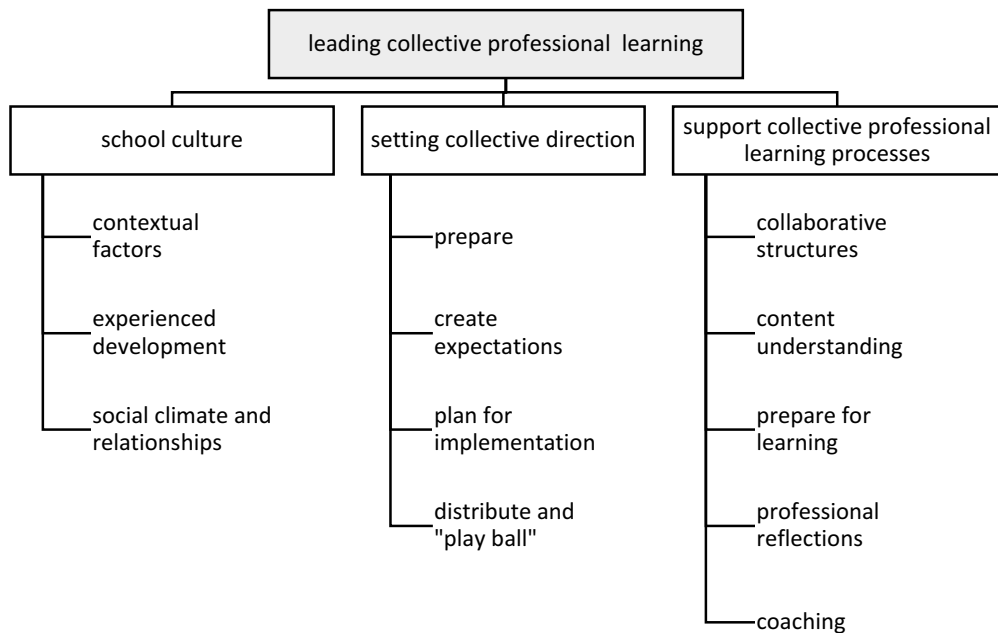 leading collective professional learning
school culture
contextual
factors
experienced
development
social climate and
relationships
setting collective direction
prepare
create
expectations
plan for
implementation
distribute and
"play ball"
support collective professional
learning processes
collaborative
structures
content
understanding
prepare for
learning
professional
reflections
coaching